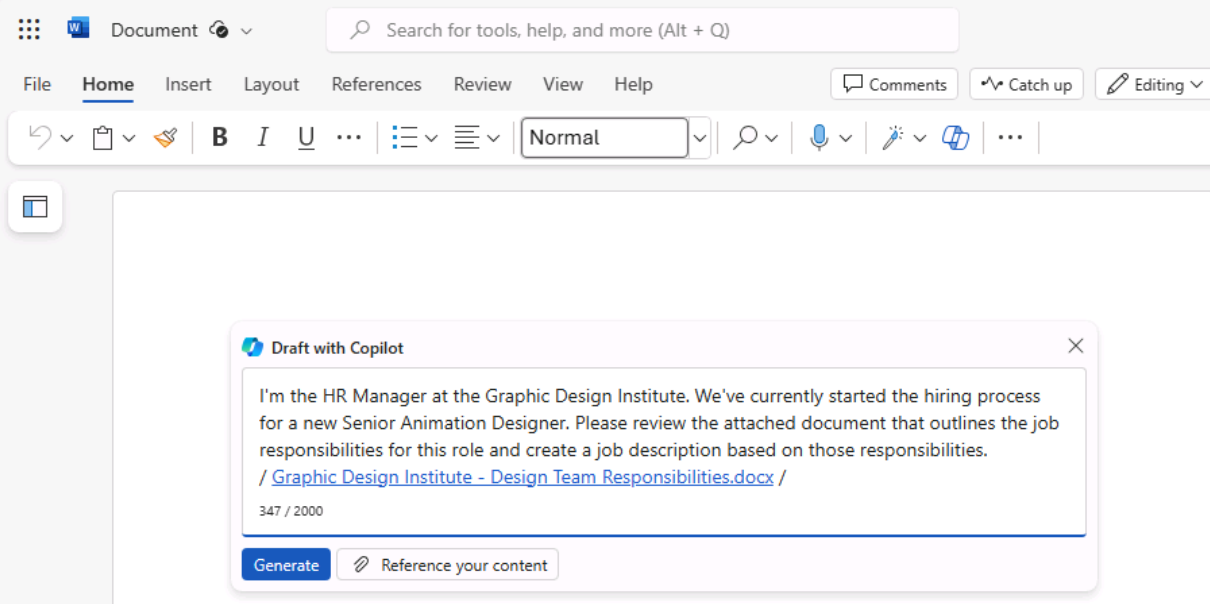 W Document
Search for tools, help, and more (Alt + Q)
File Home Insert Layout References Review View Help Comments Catch up Editing
B I U Normal
Draft with Copilot
I'm the HR Manager at the Graphic Design Institute. We've currently started the hiring process
for a new Senior Animation Designer. Please review the attached document that outlines the job
responsibilities for this role and create a job description based on those responsibilities.
/ Graphic Design Institute - Design Team Responsibilities.docx /
347 / 2000
Generate Reference your content